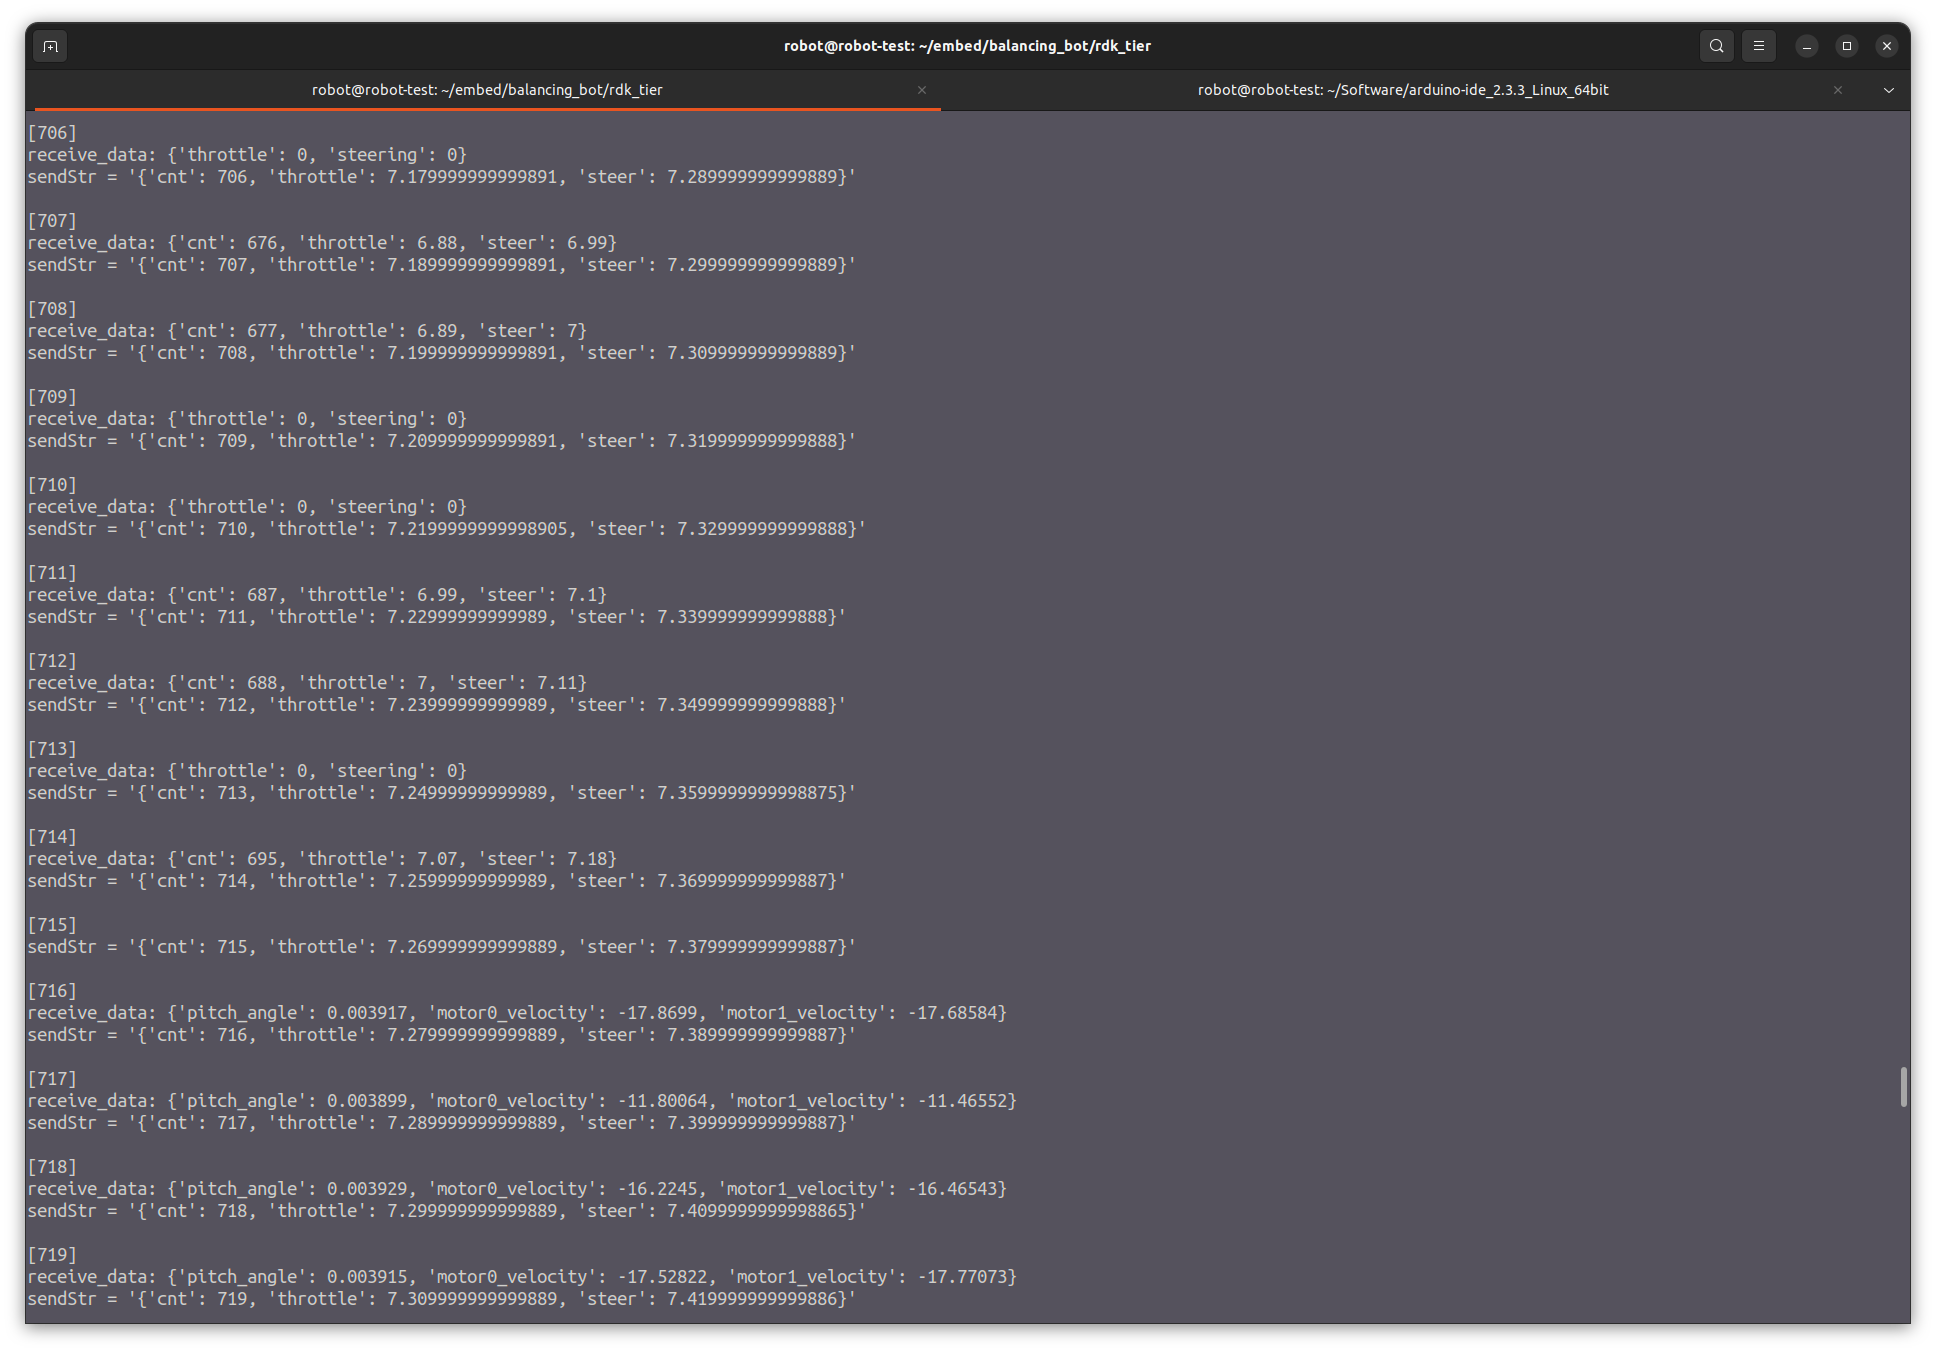 robot@robot-test: ~/embed/balancing_bot/rdk_tier
robot@robot-test: ~/embed/balancing_bot/rdk_tier
robot@robot-test: ~/Software/arduino-ide_2.3.3_Linux_64bit
[706]
receive_data: {'throttle': 0, 'steering': 0}
sendStr = '{'cnt': 706, 'throttle': 7.179999999999891, 'steer': 7.289999999999889}'
[707]
receive_data: {'cnt': 676, 'throttle': 6.88, 'steer': 6.99}
sendStr = '{'cnt': 707, 'throttle': 7.189999999999891, 'steer': 7.299999999999889}'
[708]
receive_data: {'cnt': 677, 'throttle': 6.89, 'steer': 7}
sendStr = '{'cnt': 708, 'throttle': 7.199999999999891, 'steer': 7.309999999999889}'
[709]
receive_data: {'throttle': 0, 'steering': 0}
sendStr = '{'cnt': 709, 'throttle': 7.209999999999891, 'steer': 7.319999999999888}'
[710]
receive_data: {'throttle': 0, 'steering': 0}
sendStr = '{'cnt': 710, 'throttle': 7.2199999999998905, 'steer': 7.329999999999888}'
[711]
receive_data: {'cnt': 687, 'throttle': 6.99, 'steer': 7.1}
sendStr = '{'cnt': 711, 'throttle': 7.22999999999989, 'steer': 7.339999999999888}'
[712]
receive_data: {'cnt': 688, 'throttle': 7, 'steer': 7.11}
sendStr = '{'cnt': 712, 'throttle': 7.23999999999989, 'steer': 7.349999999999888}'
[713]
receive_data: {'throttle': 0, 'steering': 0}
sendStr = '{'cnt': 713, 'throttle': 7.24999999999989, 'steer': 7.3599999999998875}'
[714]
receive_data: {'cnt': 695, 'throttle': 7.07, 'steer': 7.18}
sendStr = '{'cnt': 714, 'throttle': 7.25999999999989, 'steer': 7.369999999999887}'
[715]
sendStr = '{'cnt': 715, 'throttle': 7.269999999999889, 'steer': 7.379999999999887}'
[716]
receive_data: {'pitch_angle': 0.003917, 'motor0_velocity': -17.8699, 'motor1_velocity': -17.68584}
sendStr = '{'cnt': 716, 'throttle': 7.279999999999889, 'steer': 7.389999999999887}'
[717]
receive_data: {'pitch_angle': 0.003899, 'motor0_velocity': -11.80064, 'motor1_velocity': -11.46552}
sendStr = '{'cnt': 717, 'throttle': 7.289999999999889, 'steer': 7.399999999999887}'
[718]
receive_data: {'pitch_angle': 0.003929, 'motor0_velocity': -16.2245, 'motor1_velocity': -16.46543}
sendStr = '{'cnt': 718, 'throttle': 7.299999999999889, 'steer': 7.4099999999998865}'
[719]
receive_data: {'pitch_angle': 0.003915, 'motor0_velocity': -17.52822, 'motor1_velocity': -17.77073}
sendStr = '{'cnt': 719, 'throttle': 7.309999999999889, 'steer': 7.419999999999886}'